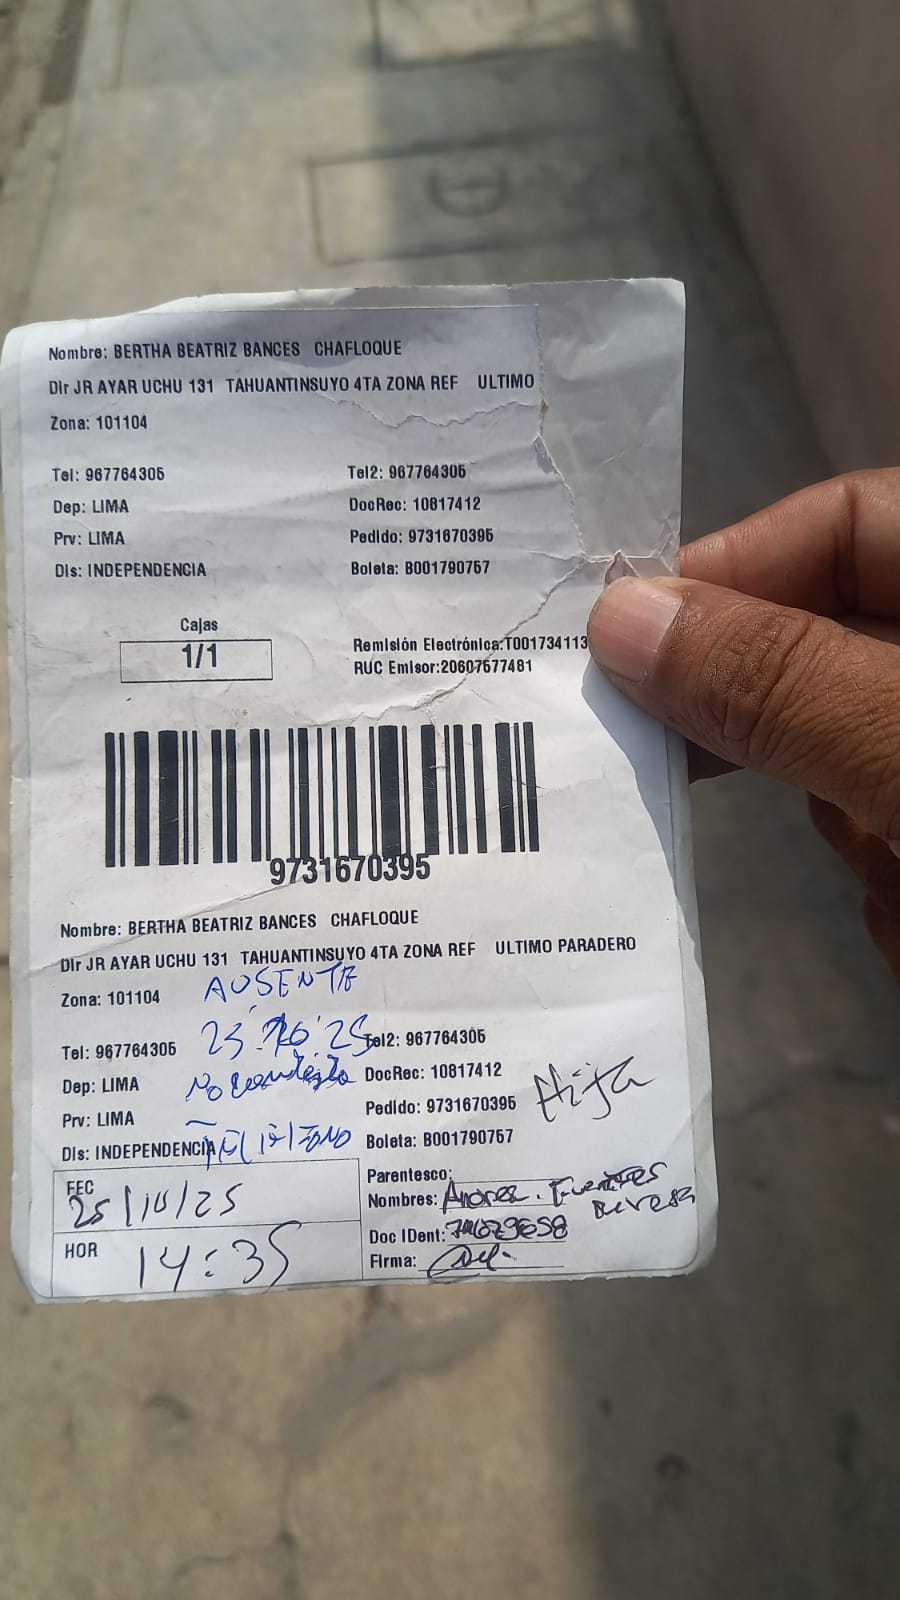 Nombre: BERTHA BEATRIZ BANCES CHAFLOQUE
Dir JR AYAR UCHU 131 TAHUANTINSUYO 4TA ZONA REF ULTIMO
Zona: 101104
Tel: 967764305 Tel2: 967764305
Dep: LIMA DocRec: 10817412
Prv: LIMA Pedido: 9731670395
Dis: INDEPENDENCIA Boleta: B001790757
Cajas
1/1
Remisión Electrónica:T001734113
RUC Emisor:20607577481
9731670395
Nombre: BERTHA BEATRIZ BANCES CHAFLOQUE
Dir JR AYAR UCHU 131 TAHUANTINSUYO 4TA ZONA REF ULTIMO PARADERO
Zona: 101104 AUSENTE
Tel: 967764305 Tel2: 967764305
Dep: LIMA No DocRec: 10817412
Prv: LIMA Pedido: 9731670395 Hija
Dis: INDEPENDENCIA Boleta: B001790757
FEC 25/10/25
HOR 14:35
Parentesco:
Nombres: Fuentes
Doc IDent:
Firma: